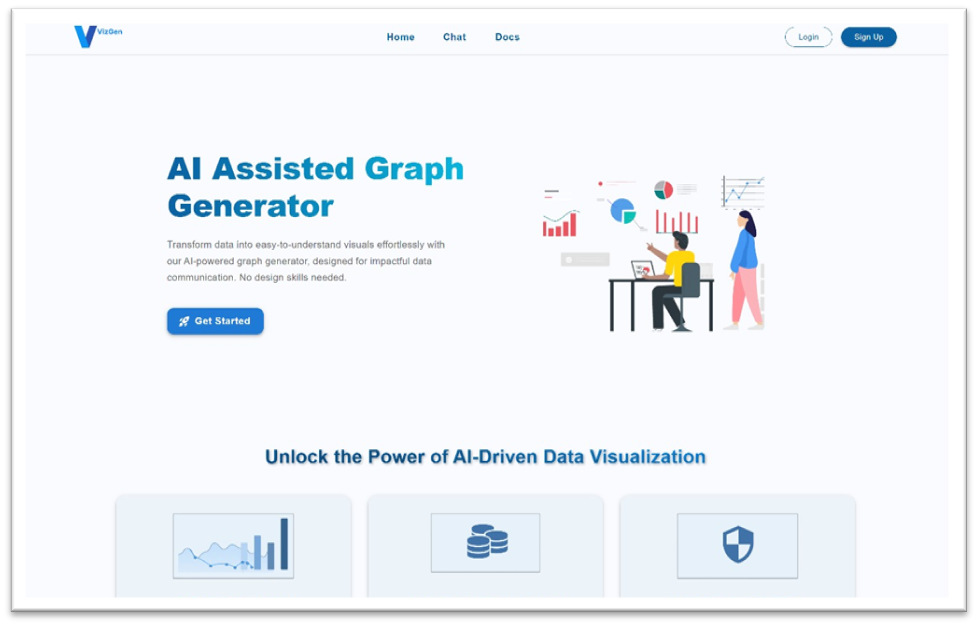 VizGen
Home
Chat
Docs
Login
Sign Up
AI Assisted Graph
Generator
Transform data into easy-to-understand visuals effortlessly with
our AI-powered graph generator, designed for impactful data
communication. No design skills needed.
Get Started
Unlock the Power of AI-Driven Data Visualization